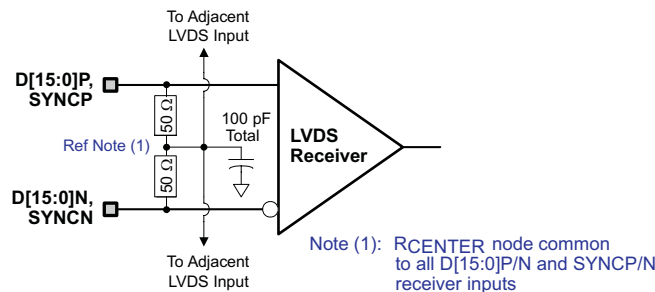 To Adjacent
LVDS Input
D[15:0]P,
SYNCP
50 Ω
100 pF
Total
LVDS
Receiver
Ref Note (1)
50 Ω
D[15:0]N,
SYNCN
To Adjacent
LVDS Input
Note (1): RCENTER node common
to all D[15:0]P/N and SYNCP/N
receiver inputs